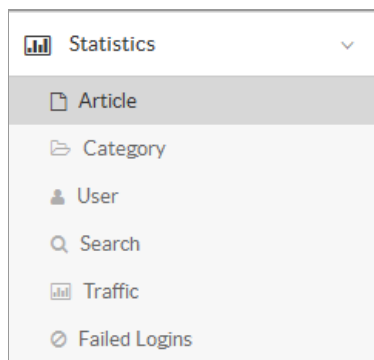 Statistics
Article
Category
User
Search
Traffic
Failed Logins